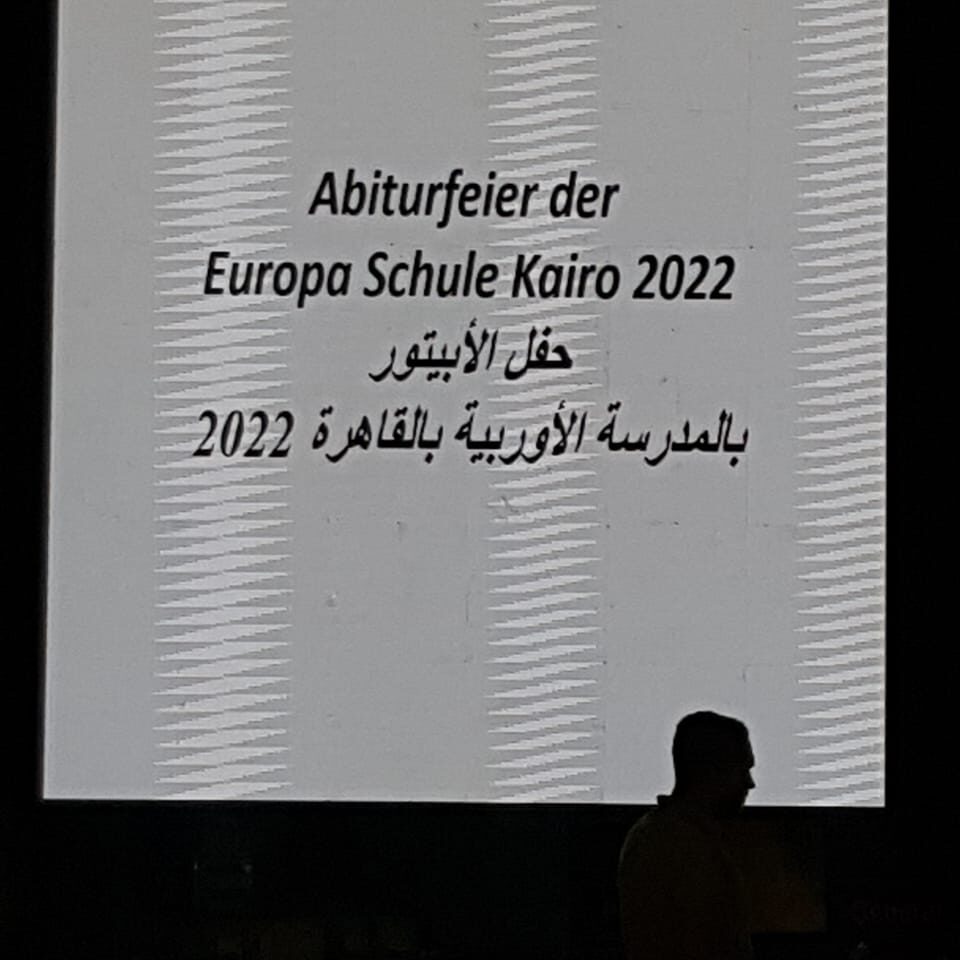 Abiturfeier der
Europa Schule Kairo 2022
حفل الأبيتور
بالمدرسة الأوربية بالقاهرة 2022